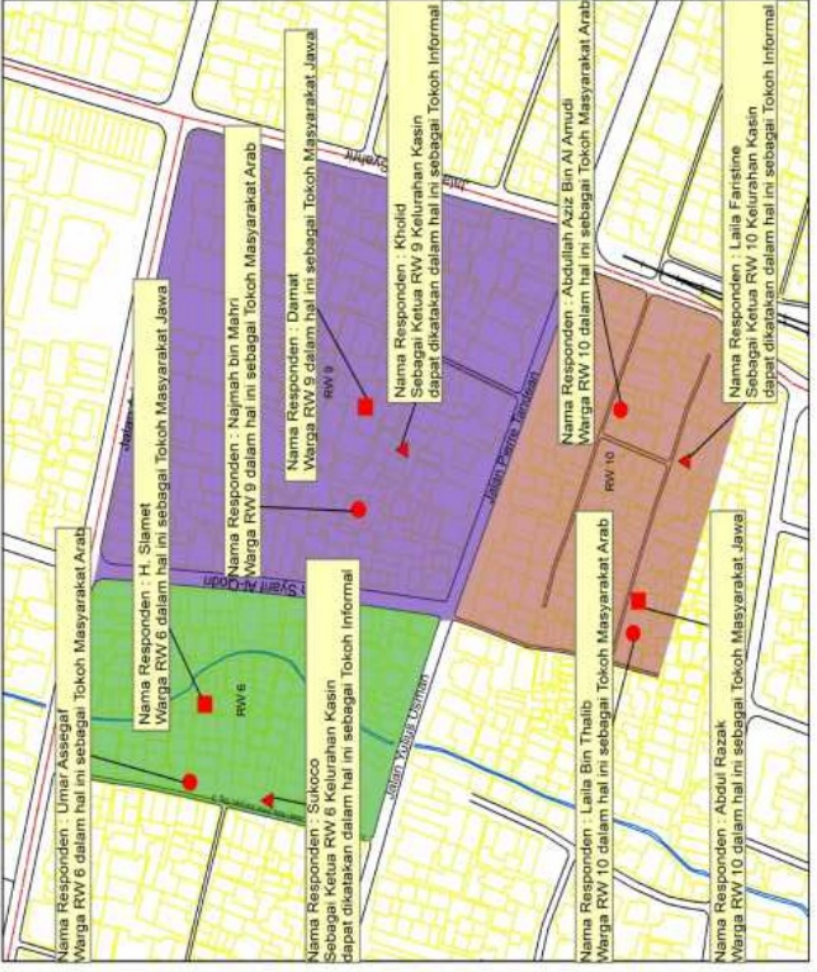 Nama Responden : Umar Assegaf
Warga RW 6 dalam hal ini sebagai Tokoh Masyarakat Arab
Nama Responden : H. Slamet
Warga RW 6 dalam hal ini sebagai Tokoh Masyarakat Jawa
Nama Responden : Najmah bin Mahri
Warga RW 9 dalam hal ini sebagai Tokoh Masyarakat Arab
Nama Responden : Damat
Warga RW 9 dalam hal ini sebagai Tokoh Masyarakat Jawa
Nama Responden : Kholid
Sebagai Ketua RW 9 Kelurahan Kasin
dapat dikatakan dalam hal ini sebagai Tokoh Informal
Nama Responden : Sukoco
Sebagai Ketua RW 6 Kelurahan Kasin
dapat dikatakan dalam hal ini sebagai Tokoh Informal
Nama Responden : Abdullah Aziz Bin Al Amudi
Warga RW 10 dalam hal ini sebagai Tokoh Masyarakat Arab
Nama Responden : Laila Bin Thalib
Warga RW 10 dalam hal ini sebagai Tokoh Masyarakat Arab
Nama Responden : Abdul Razak
Warga RW 10 dalam hal ini sebagai Tokoh Masyarakat Jawa
Nama Responden : Laila Faristine
Sebagai Ketua RW 10 Kelurahan Kasin
dapat dikatakan dalam hal ini sebagai Tokoh Informal
RW 6
RW 9
RW 10
Jalan
Syarif Al-Qodri
Syahrir
Jalan Pierre Tendean
Jalan Yulius Usman